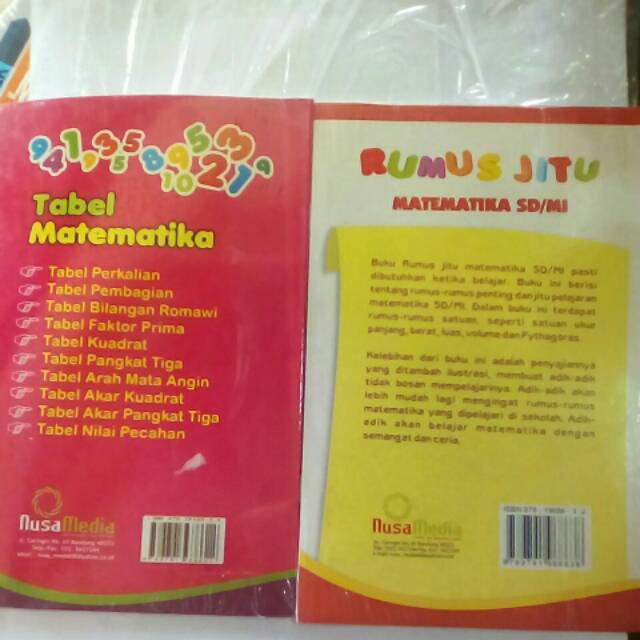 Tabel
Matematika
Tabel Perkalian
Tabel Pembagian
Tabel Bilangan Romawi
Tabel Faktor Prima
Tabel Kuadrat
Tabel Pangkat Tiga
Tabel Arah Mata Angin
Tabel Akar Kuadrat
Tabel Akar Pangkat Tiga
Tabel Nilai Pecahan
NusaMedia
RUMUS JITU
MATEMATIKA SD/MI
Buku Rumus jitu matematika SD/MI pasti
dibutuhkan ketika belajar. Buku ini berisi
tentang rumus-rumus penting dan jitu pelajaran
matematika SD/MI. Dalam buku ini terdapat
rumus-rumus satuan, seperti satuan ukur
panjang, berat, luas, volume dan Pythagoras.
Kelebihan dari buku ini adalah penyajiannya
yang ditambah ilustrasi, membuat adik-adik
tidak bosan mempelajarinya. Adik-adik akan
lebih mudah lagi mengingat rumus-rumus
matematika yang dipelajari di sekolah. Adik-
adik akan belajar matematika dengan
semangat dan ceria.
NusaMedia